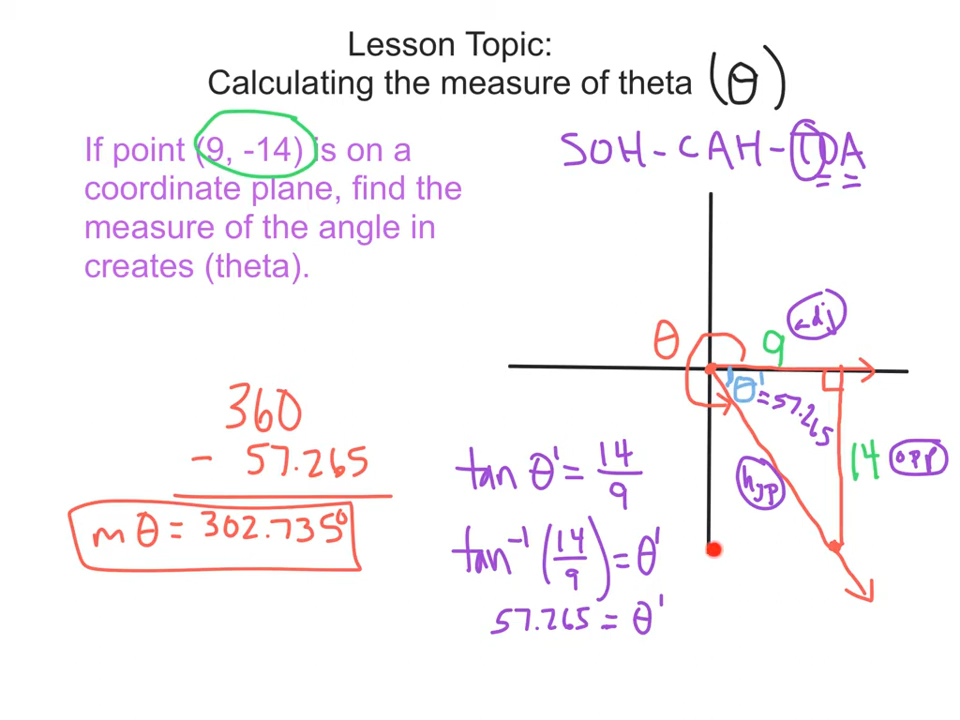 Lesson Topic:
Calculating the measure of theta (θ)
If point (9, -14) is on a
coordinate plane, find the
measure of the angle in
creates (theta).
SOH-CAH-TOA
360
- 57.265
mθ = 302.735°
tan θ' = 14/9
tan⁻¹(14/9) = θ'
57.265 = θ'
θ
9
adj
θ' = 57.265
14
opp
hyp